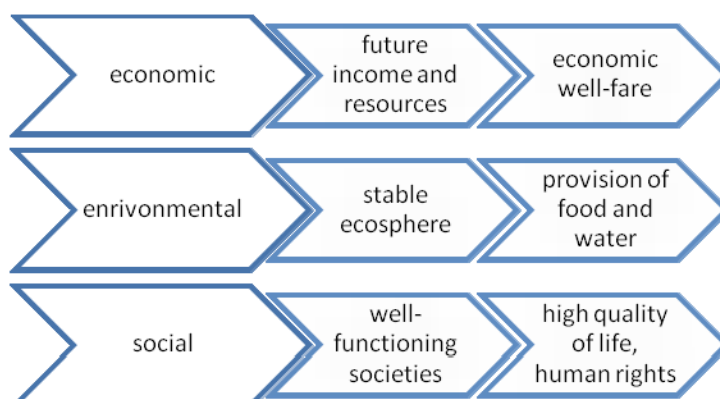 economic
future
income and
resources
economic
well-fare
enrivonmental
stable
ecosphere
provision of
food and
water
social
well-
functioning
societies
high quality
of life,
human rights